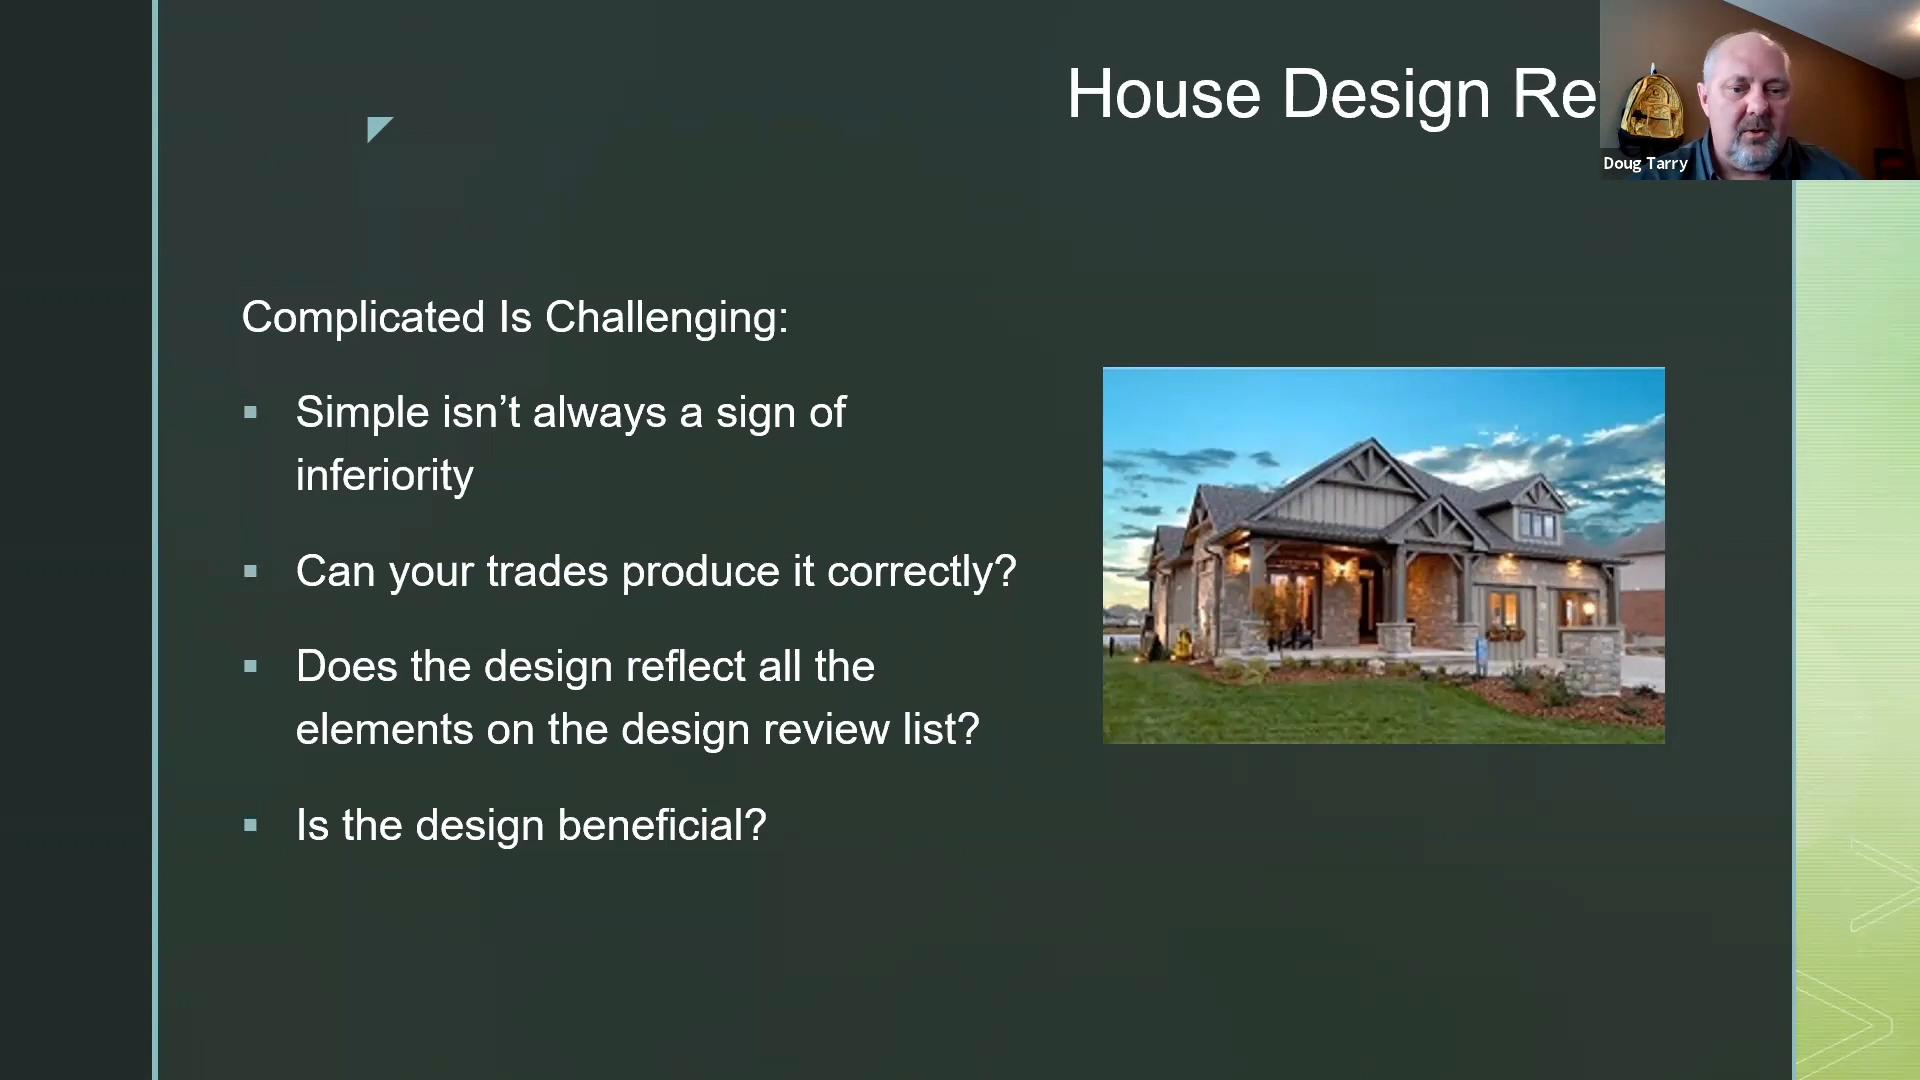 House Design Re
Doug Tarry
Complicated Is Challenging:
▪ Simple isn’t always a sign of
inferiority
▪ Can your trades produce it correctly?
▪ Does the design reflect all the
elements on the design review list?
▪ Is the design beneficial?